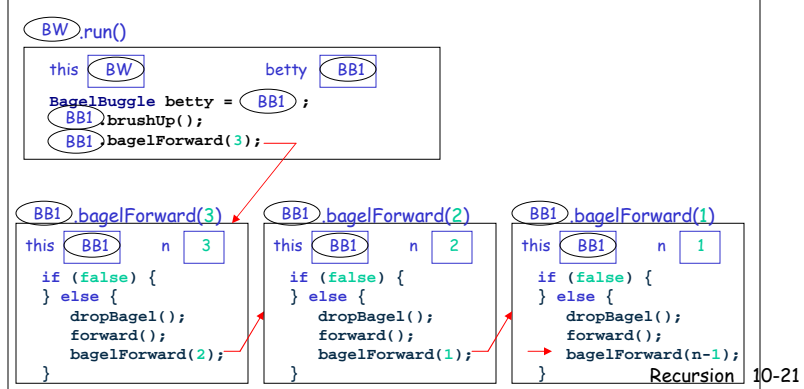 BW.run()
this BW betty BB1
BagelBuggle betty = BB1 ;
BB1.brushUp();
BB1.bagelForward(3);
BB1.bagelForward(3)
this BB1 n 3
if (false) {
} else {
dropBagel();
forward();
bagelForward(2);
}
BB1.bagelForward(2)
this BB1 n 2
if (false) {
} else {
dropBagel();
forward();
bagelForward(1);
}
BB1.bagelForward(1)
this BB1 n 1
if (false) {
} else {
dropBagel();
forward();
bagelForward(n-1);
}
Recursion 10-21